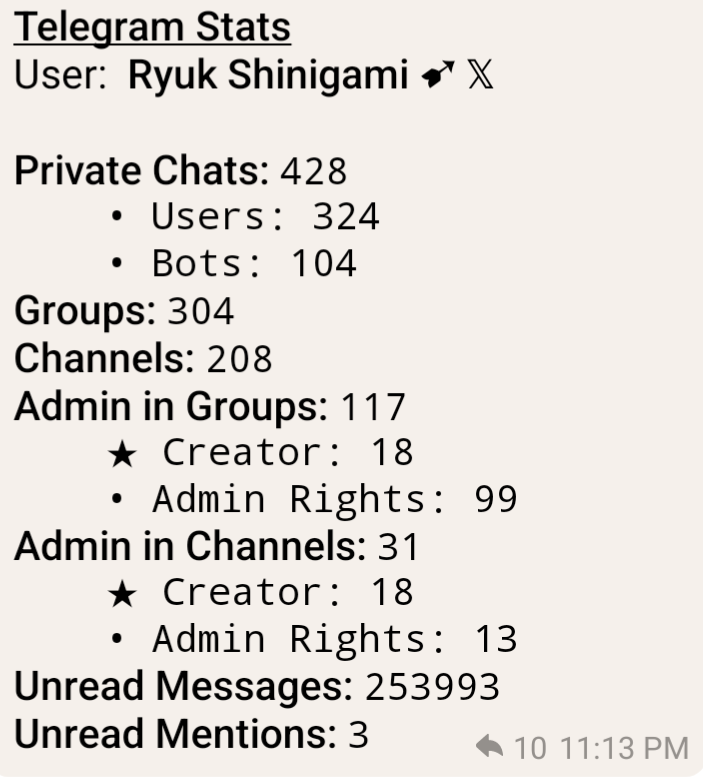 Telegram Stats
User: Ryuk Shinigami ➹ 𝕏
Private Chats: 428
• Users: 324
• Bots: 104
Groups: 304
Channels: 208
Admin in Groups: 117
★ Creator: 18
• Admin Rights: 99
Admin in Channels: 31
★ Creator: 18
• Admin Rights: 13
Unread Messages: 253993
Unread Mentions: 3
10 11:13 PM